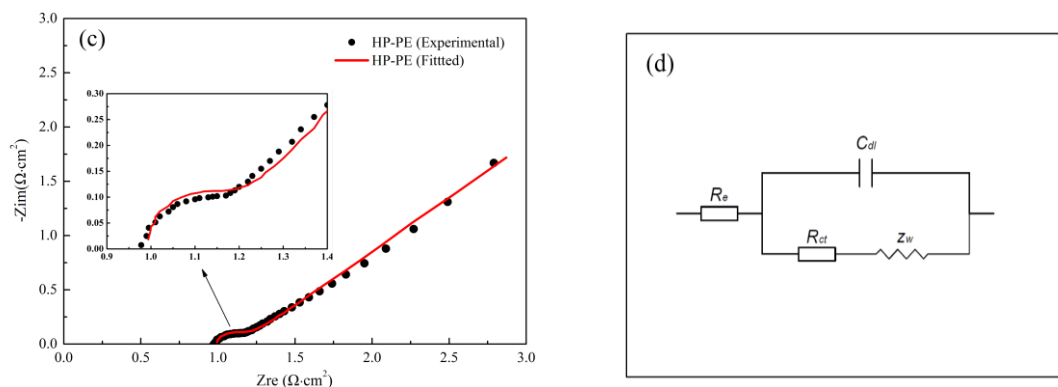 (c)
HP-PE (Experimental)
HP-PE (Fittted)
3.0
2.5
2.0
1.5
1.0
0.5
0.0
-Zim(Ω·cm²)
0.30
0.25
0.20
0.15
0.10
0.05
0.00
0.9 1.0 1.1 1.2 1.3 1.4
0.0 0.5 1.0 1.5 2.0 2.5 3.0
Zre (Ω·cm²)
(d)
Cdl
Re
Rct
zw